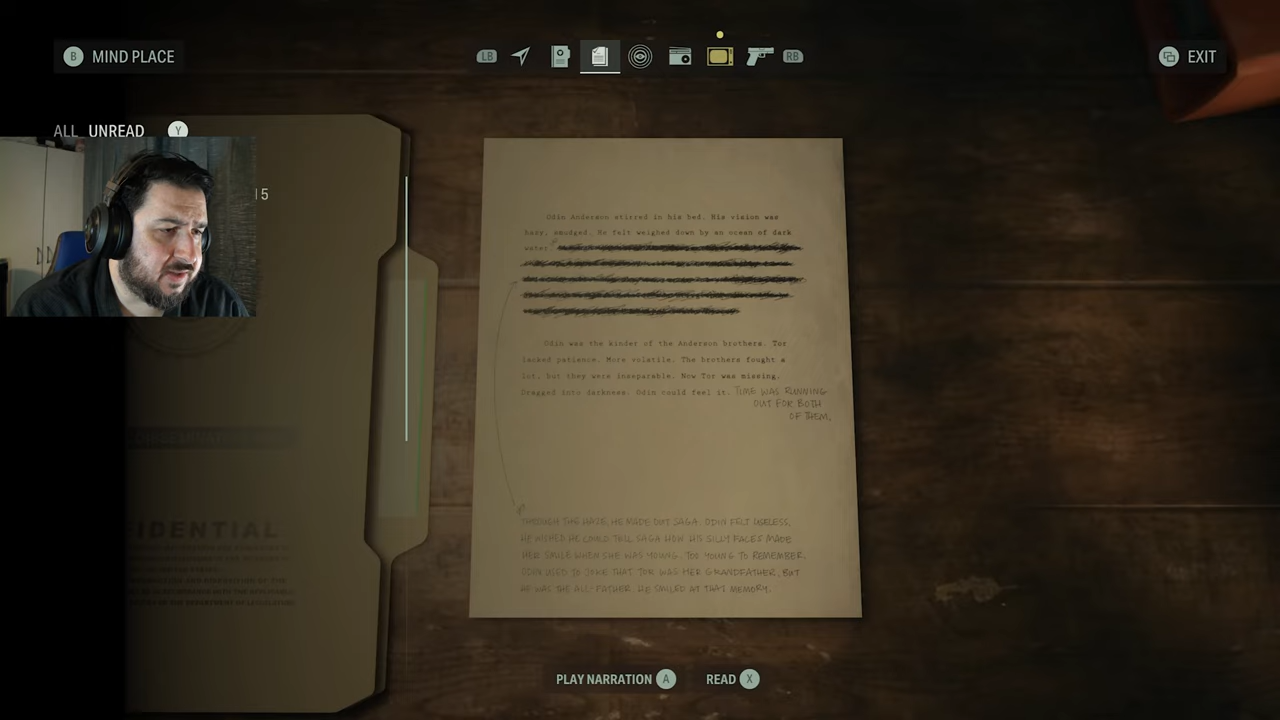 B MIND PLACE
LB
RB
EXIT
ALL UNREAD Y
15
Odin Anderson stirred in his bed. His vision was
hazy, smudged. He felt weighed down by an ocean of dark
water.
Odin was the kinder of the Anderson brothers. Tor
lacked patience. More volatile. The brothers fought a
lot, but they were inseparable. Now Tor was missing.
Dragged into darkness. Odin could feel it. TIME WAS RUNNING
OUT FOR BOTH
OF THEM.
THROUGH THE HAZE, HE MADE OUT SAGA. ODIN FELT USELESS.
HE WISHED HE COULD TELL SAGA HOW HIS SILLY FACES MADE
HER SMILE WHEN SHE WAS YOUNG. TOO YOUNG TO REMEMBER.
ODIN USED TO JOKE THAT TOR WAS HER GRANDFATHER, BUT
HE WAS THE ALL-FATHER. HE SMILED AT THAT MEMORY.
IDENTIAL
PLAY NARRATION A
READ X